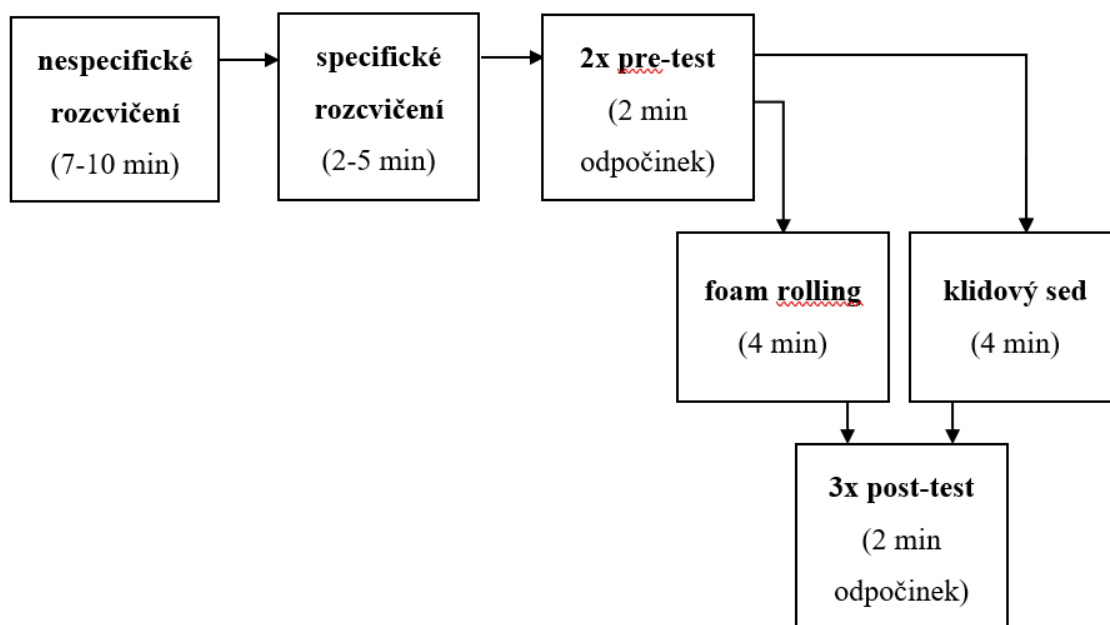 nespecifické
rozcvičení
(7-10 min)
specifické
rozcvičení
(2-5 min)
2x pre-test
(2 min
odpočinek)
foam rolling
(4 min)
klidový sed
(4 min)
3x post-test
(2 min
odpočinek)